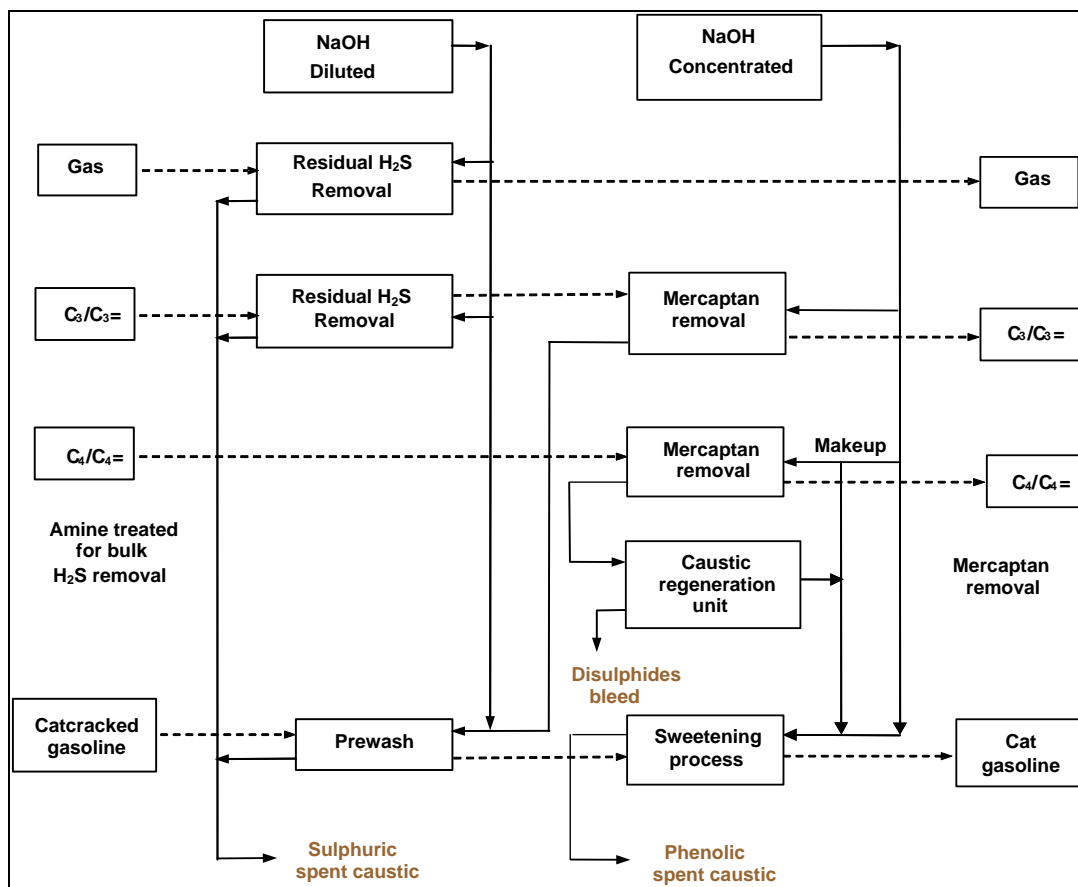 NaOH
Diluted
NaOH
Concentrated
Gas
Residual H₂S
Removal
Gas
C₃/C₃=
Residual H₂S
Removal
Mercaptan
removal
C₃/C₃=
C₄/C₄=
Mercaptan
removal
Makeup
C₄/C₄=
Amine treated
for bulk
H₂S removal
Caustic
regeneration
unit
Mercaptan
removal
Disulphides
bleed
Catcracked
gasoline
Prewash
Sweetening
process
Cat
gasoline
Sulphuric
spent caustic
Phenolic
spent caustic